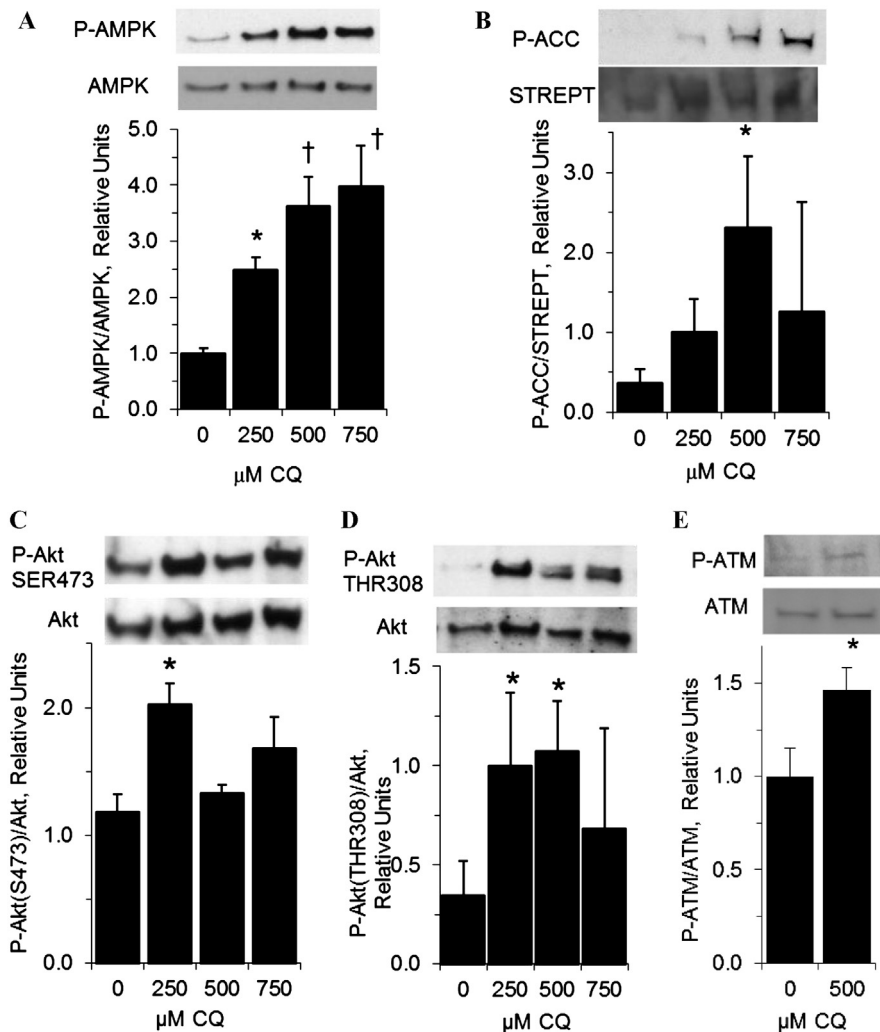 A
P-AMPK
AMPK
P-AMPK/AMPK, Relative Units
5.0
4.0
3.0
2.0
1.0
0.0
*
†
†
0 250 500 750
µM CQ
B
P-ACC
STREPT
P-ACC/STREPT, Relative Units
3.0
2.0
1.0
0.0
*
0 250 500 750
µM CQ
C
P-Akt
SER473
Akt
P-Akt(S473)/Akt, Relative Units
2.0
1.0
0.0
*
0 250 500 750
µM CQ
D
P-Akt
THR308
Akt
P-Akt(THR308)/Akt,
Relative Units
1.5
1.0
0.5
0.0
*
*
0 250 500 750
µM CQ
E
P-ATM
ATM
P-ATM/ATM, Relative Units
1.5
1.0
0.5
0.0
*
0 500
µM CQ